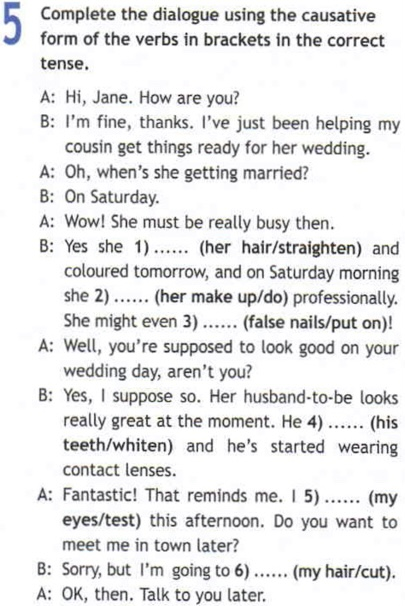 5 Complete the dialogue using the causative
form of the verbs in brackets in the correct
tense.
A: Hi, Jane. How are you?
B: I'm fine, thanks. I've just been helping my
cousin get things ready for her wedding.
A: Oh, when's she getting married?
B: On Saturday.
A: Wow! She must be really busy then.
B: Yes she 1) ...... (her hair/straighten) and
coloured tomorrow, and on Saturday morning
she 2) ...... (her make up/do) professionally.
She might even 3) ...... (false nails/put on)!
A: Well, you're supposed to look good on your
wedding day, aren't you?
B: Yes, I suppose so. Her husband-to-be looks
really great at the moment. He 4) ...... (his
teeth/whiten) and he's started wearing
contact lenses.
A: Fantastic! That reminds me. I 5) ...... (my
eyes/test) this afternoon. Do you want to
meet me in town later?
B: Sorry, but I'm going to 6) ...... (my hair/cut).
A: OK, then. Talk to you later.